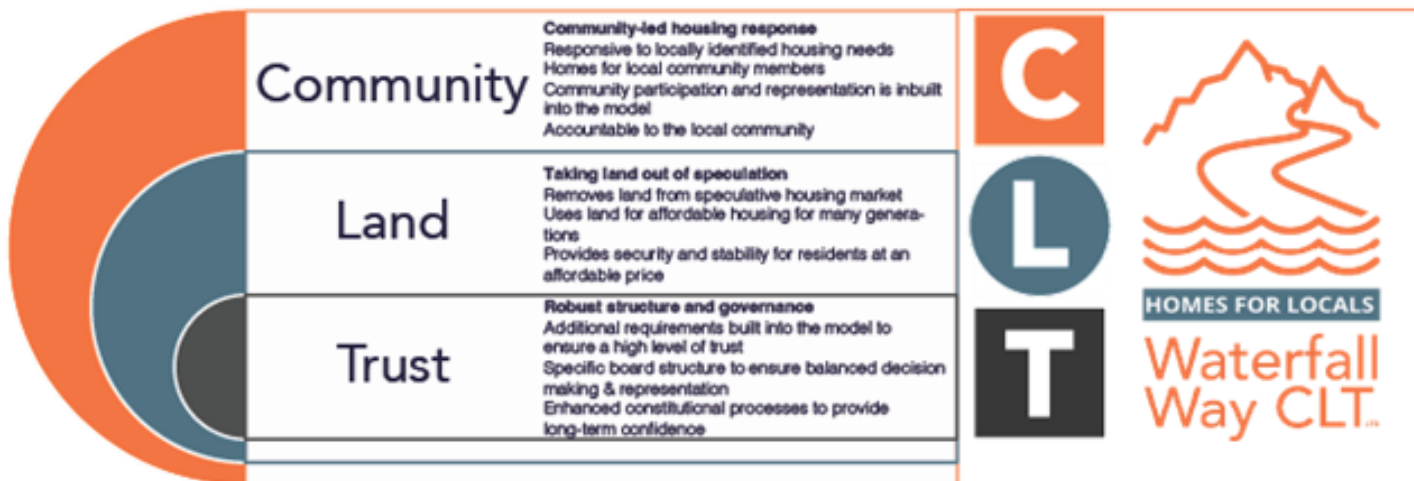 Community
Community-led housing response
Responsive to locally identified housing needs
Homes for local community members
Community participation and representation is inbuilt
into the model
Accountable to the local community
Land
Taking land out of speculation
Removes land from speculative housing market
Uses land for affordable housing for many genera-
tions
Provides security and stability for residents at an
affordable price
Trust
Robust structure and governance
Additional requirements built into the model to
ensure a high level of trust
Specific board structure to ensure balanced decision
making & representation
Enhanced constitutional processes to provide
long-term confidence
C
L
T
HOMES FOR LOCALS
Waterfall
Way CLT